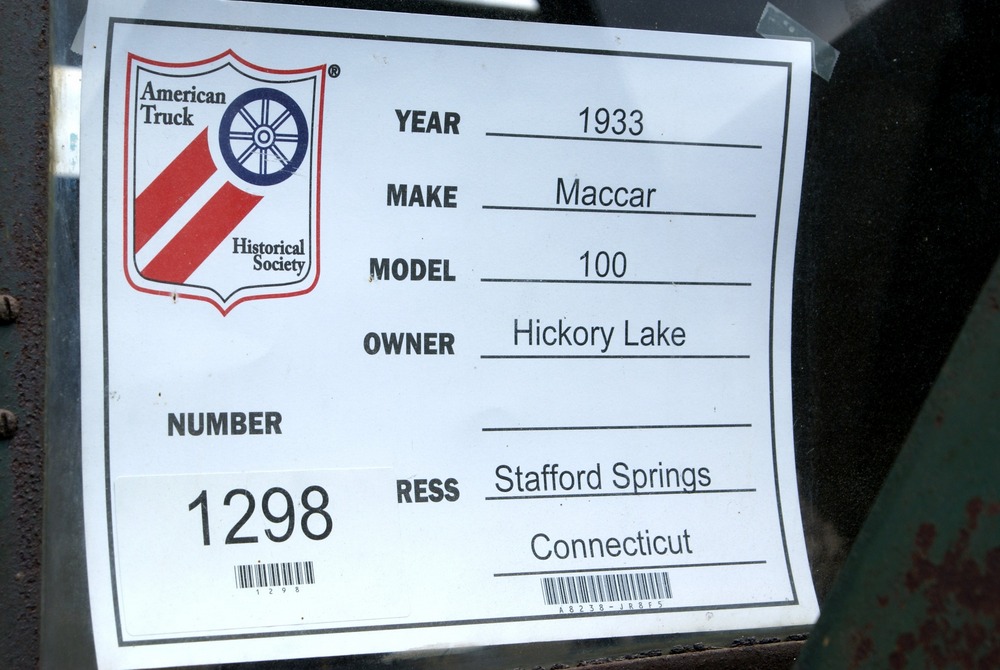 American
Truck
Historical
Society
®
YEAR 1933
MAKE Maccar
MODEL 100
OWNER Hickory Lake
NUMBER
1298
1298
RESS Stafford Springs
Connecticut
A8238-JR8F5